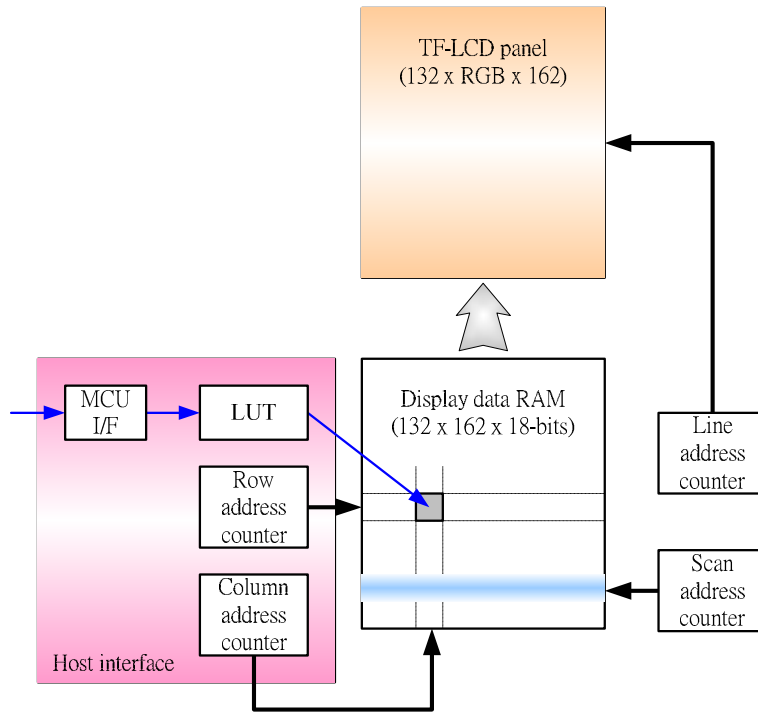 TF-LCD panel
(132 x RGB x 162)
MCU
I/F
LUT
Display data RAM
(132 x 162 x 18-bits)
Line
address
counter
Row
address
counter
Scan
address
counter
Column
address
counter
Host interface